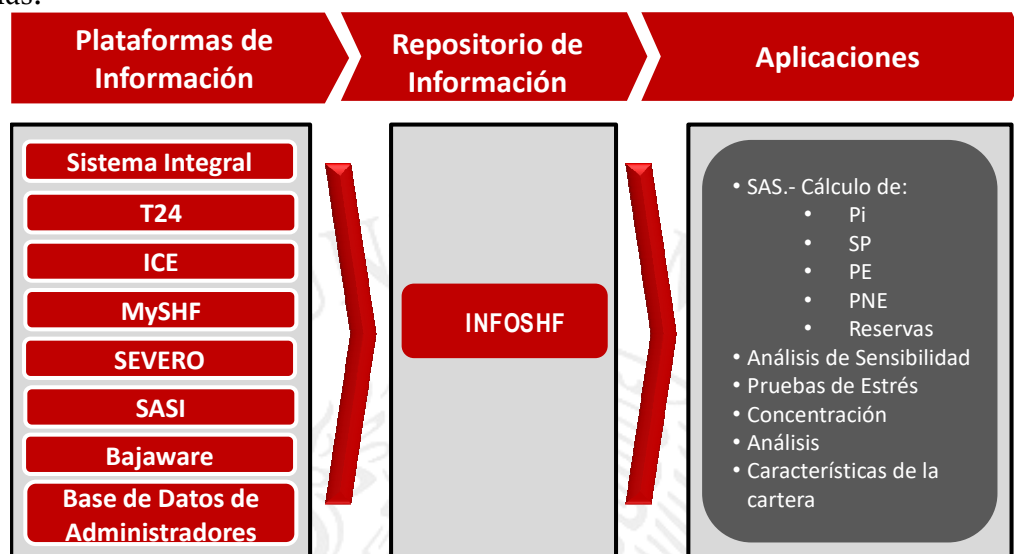 Plataformas de
Información
Repositorio de
Información
Aplicaciones
Sistema Integral
T24
ICE
MySHF
SEVERO
SASI
Bajaware
Base de Datos de
Administradores
INFOSHF
• SAS.- Cálculo de:
• Pi
• SP
• PE
• PNE
• Reservas
• Análisis de Sensibilidad
• Pruebas de Estrés
• Concentración
• Análisis
• Características de la
cartera